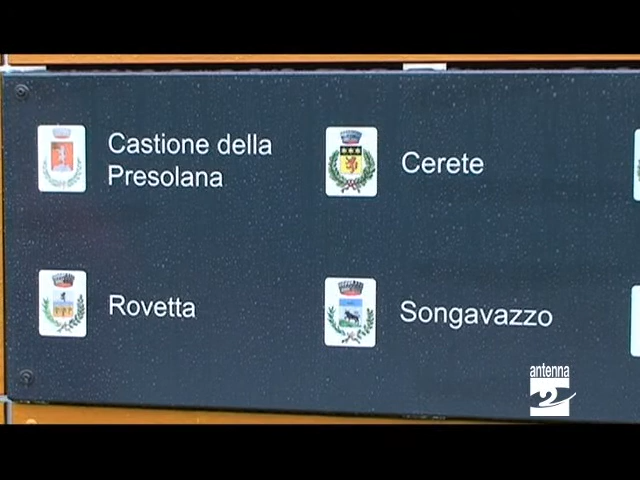 Castione della
Presolana
Cerete
Rovetta
Songavazzo
antenna
2